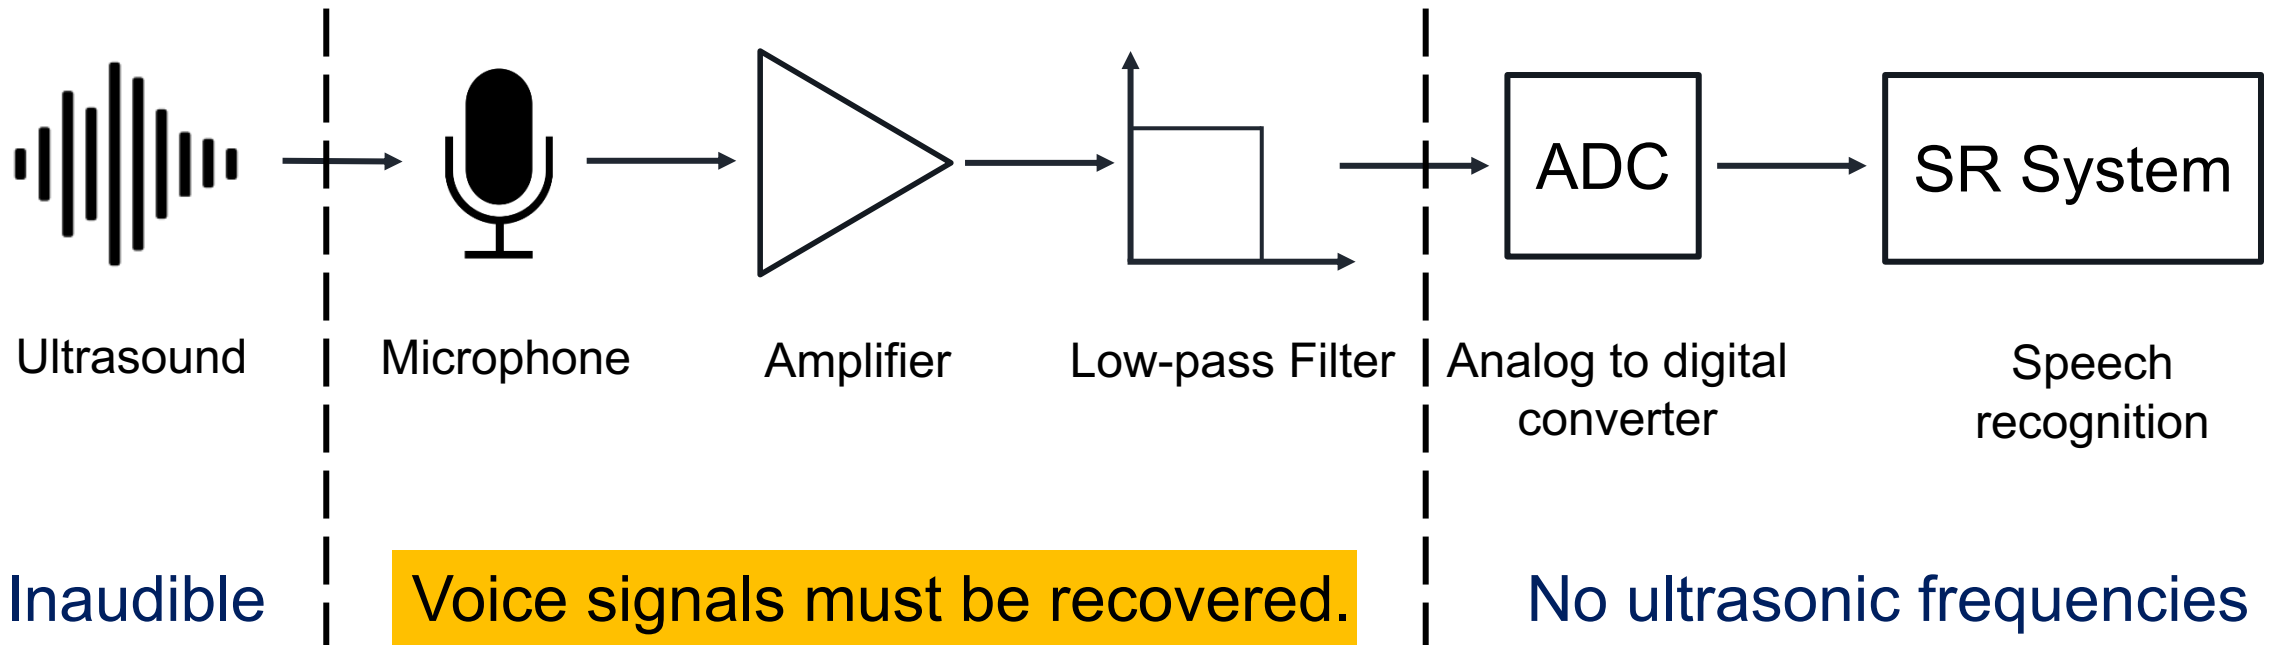 ADC
SR System
Ultrasound
Microphone
Amplifier
Low-pass Filter
Analog to digital
converter
Speech
recognition
Inaudible
Voice signals must be recovered.
No ultrasonic frequencies